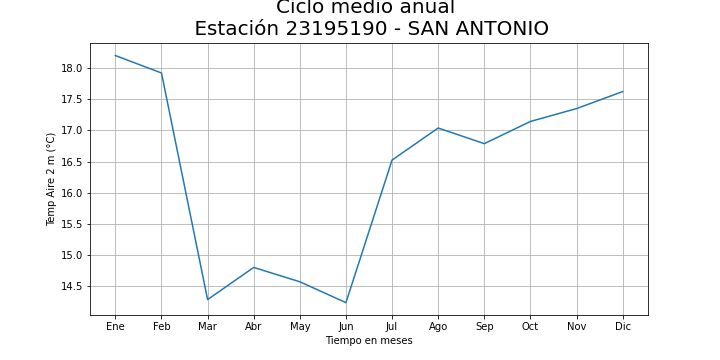 Ciclo medio anual
Estación 23195190 - SAN ANTONIO
Temp Aire 2 m (°C)
18.0
17.5
17.0
16.5
16.0
15.5
15.0
14.5
Ene Feb Mar Abr May Jun Jul Ago Sep Oct Nov Dic
Tiempo en meses